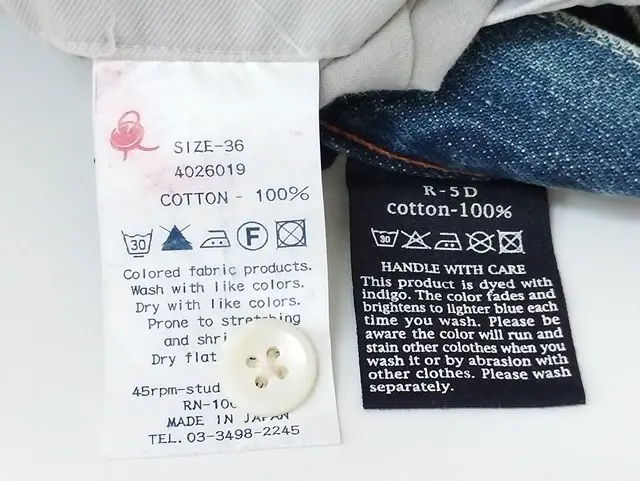 SIZE-36
4026019
COTTON - 100%
30 F
Colored fabric products.
Wash with like colors.
Dry with like colors.
Prone to stretching
and
Dry flat
45rpm-stud
MADE IN JAPAN
TEL. 03-3498-2245
R-5D
cotton-100%
30
HANDLE WITH CARE
This product is dyed with
indigo. The color fades and
brightens to lighter blue each
time you wash. Please be
aware the color will run and
stain other colothes when you
wash it or by abrasion with
other clothes. Please wash
separately.